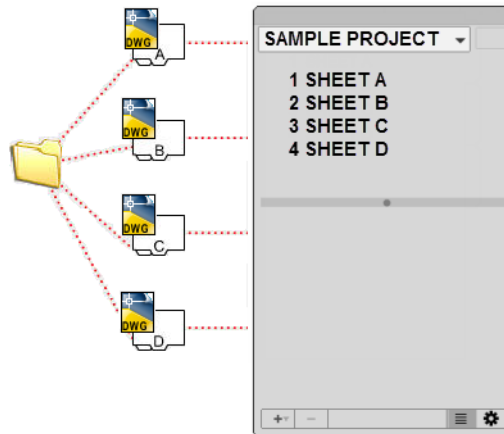 DWG
A
SAMPLE PROJECT
1 SHEET A
2 SHEET B
3 SHEET C
4 SHEET D
DWG
B
DWG
C
DWG
D